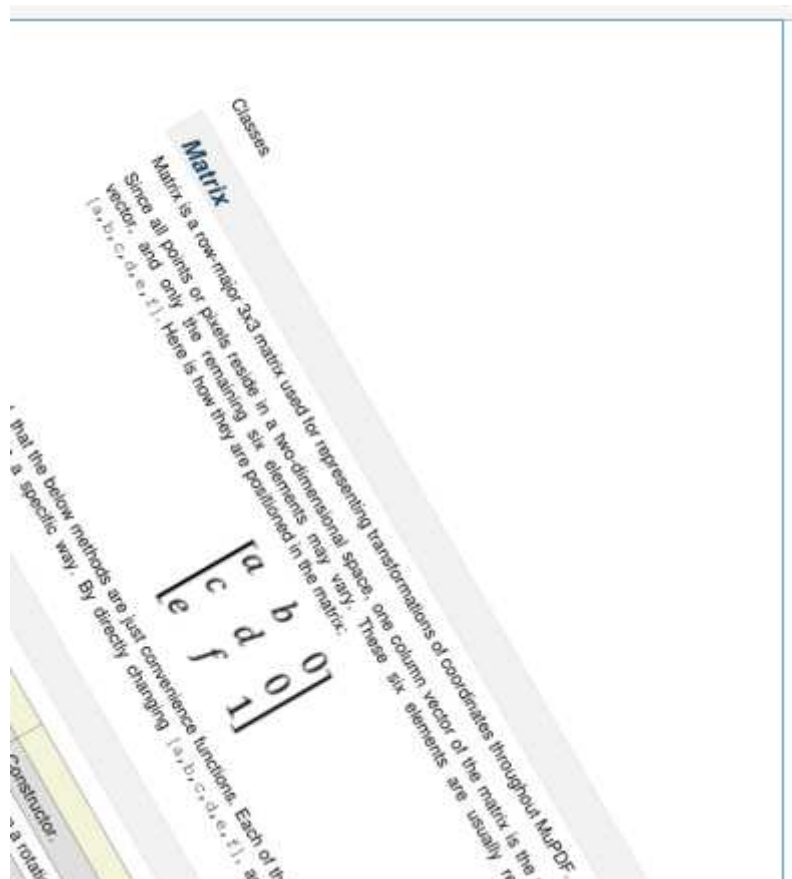 Classes
Matrix
Matrix is a row-major 3x3 matrix used for representing transformations of coordinates throughout MuPDF.
Since all points or pixels reside in a two-dimensional space, one column vector of the matrix is the
vector, and only the remaining six elements may vary. These six elements are usually
[a,b,c,d,e,f]. Here is how they are positioned in the matrix:
a b 0
c d 0
e f 1
that the below methods are just convenience functions. Each of
a specific way. By directly changing [a,b,c,d,e,f],
Constructor.
a